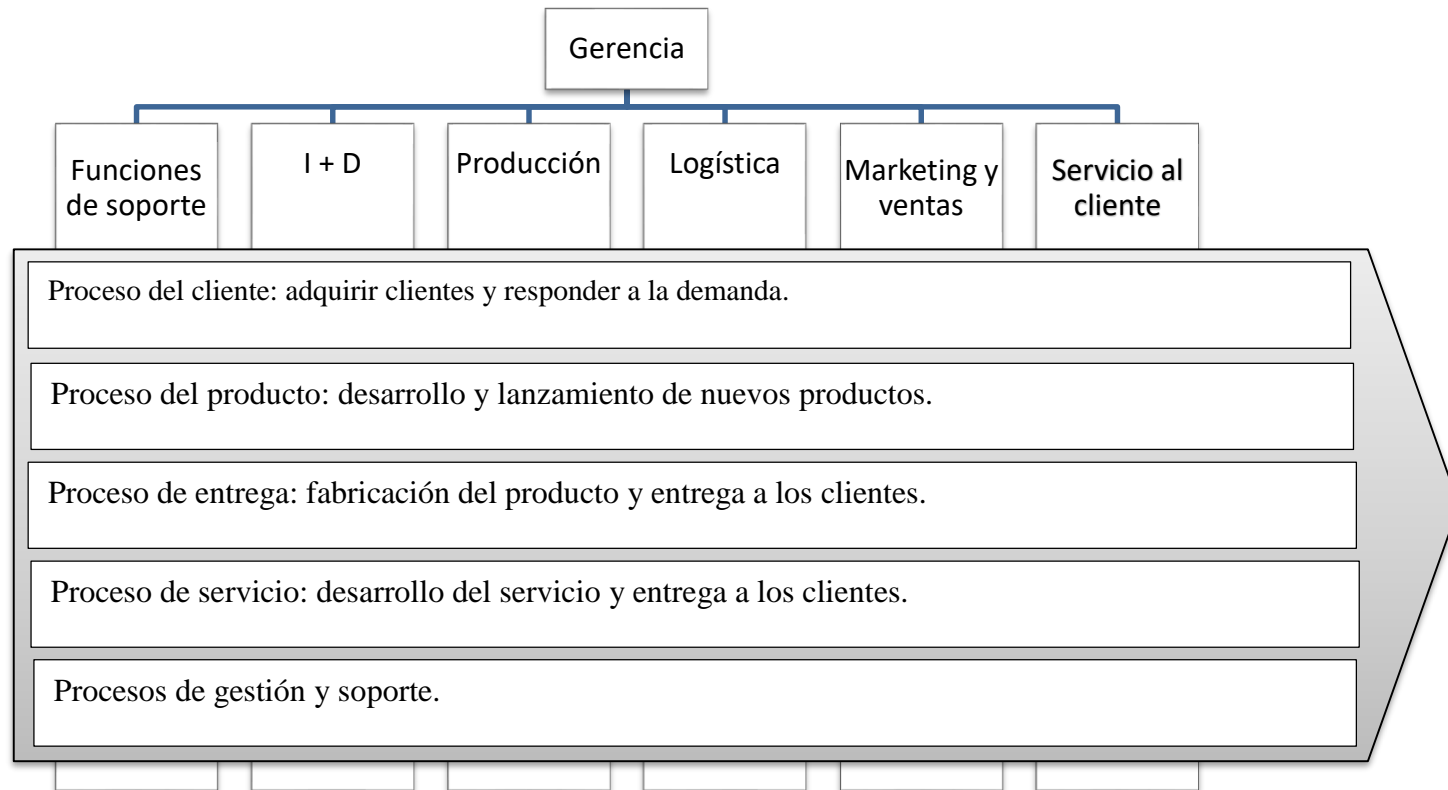 Gerencia
Funciones
de soporte
I + D
Producción
Logística
Marketing y
ventas
Servicio al
cliente
Proceso del cliente: adquirir clientes y responder a la demanda.
Proceso del producto: desarrollo y lanzamiento de nuevos productos.
Proceso de entrega: fabricación del producto y entrega a los clientes.
Proceso de servicio: desarrollo del servicio y entrega a los clientes.
Procesos de gestión y soporte.